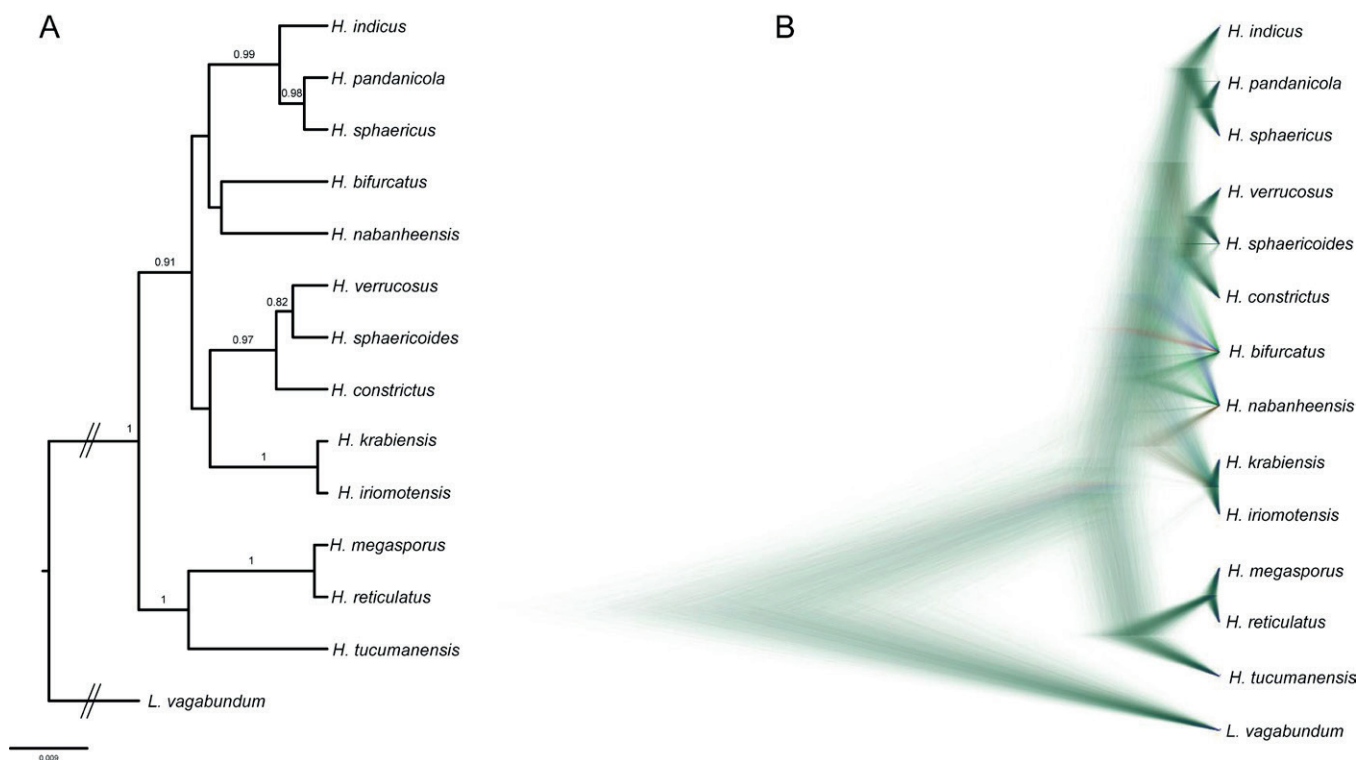 A
H. indicus
0.99
H. pandanicola
0.98
H. sphaericus
H. bifurcatus
H. nabanheensis
0.91
H. verrucosus
0.82
H. sphaericoides
0.97
H. constrictus
1
H. krabiensis
1
H. iriomotensis
H. megasporus
1
H. reticulatus
1
H. tucumanensis
L. vagabundum
0.009
B
H. indicus
H. pandanicola
H. sphaericus
H. verrucosus
H. sphaericoides
H. constrictus
H. bifurcatus
H. nabanheensis
H. krabiensis
H. iriomotensis
H. megasporus
H. reticulatus
H. tucumanensis
L. vagabundum